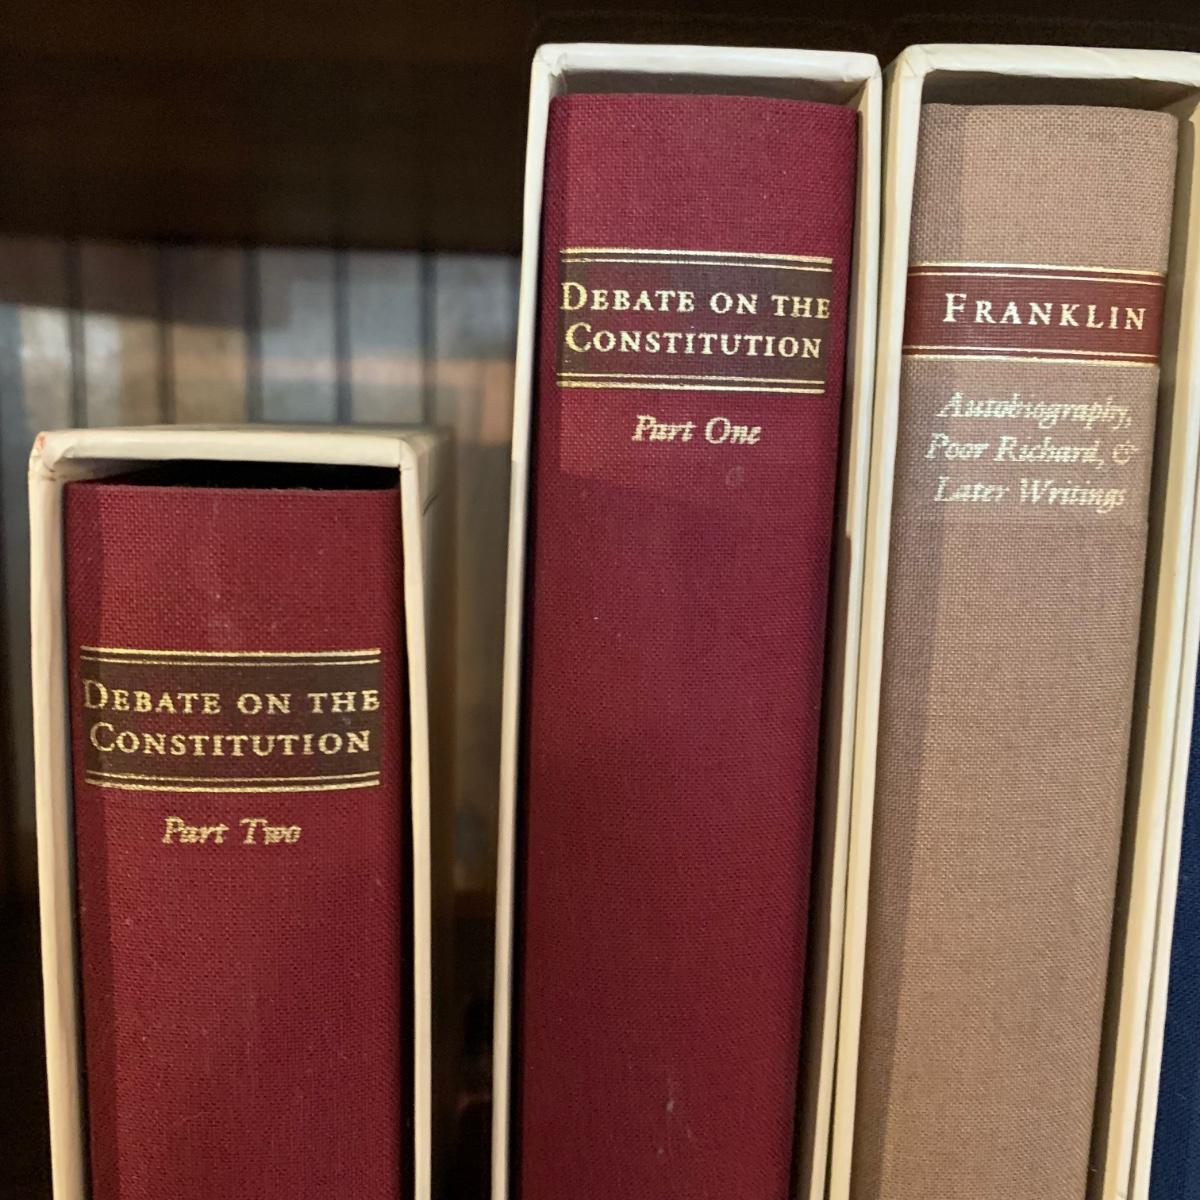 DEBATE ON THE
CONSTITUTION
Part Two
DEBATE ON THE
CONSTITUTION
Part One
FRANKLIN
Autobiography,
Poor Richard, &
Later Writings